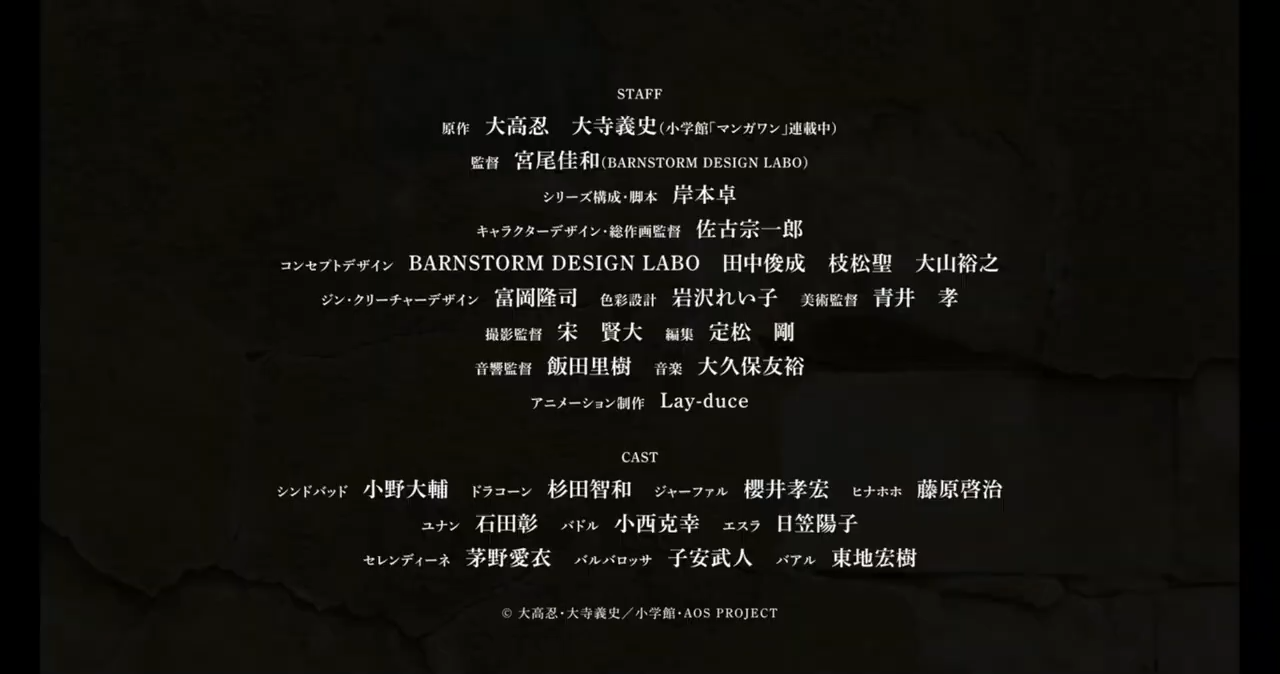 STAFF
原作 大高忍 大寺義史(小学館「マンガワン」連載中)
監督 宮尾佳和(BARNSTORM DESIGN LABO)
シリーズ構成・脚本 岸本卓
キャラクターデザイン・総作画監督 佐古宗一郎
コンセプトデザイン BARNSTORM DESIGN LABO 田中俊成 枝松聖 大山裕之
ジン・クリーチャーデザイン 富岡隆司 色彩設計 岩沢れい子 美術監督 青井 孝
撮影監督 宋 賢大 編集 定松 剛
音響監督 飯田里樹 音楽 大久保友裕
アニメーション制作 Lay-duce
CAST
シンドバッド 小野大輔 ドラコーン 杉田智和 ジャーファル 櫻井孝宏 ヒナホホ 藤原啓治
ユナン 石田彰 バドル 小西克幸 エスラ 日笠陽子
セレンディーネ 茅野愛衣 バルバロッサ 子安武人 バアル 東地宏樹
© 大高忍・大寺義史／小学館・AOS PROJECT